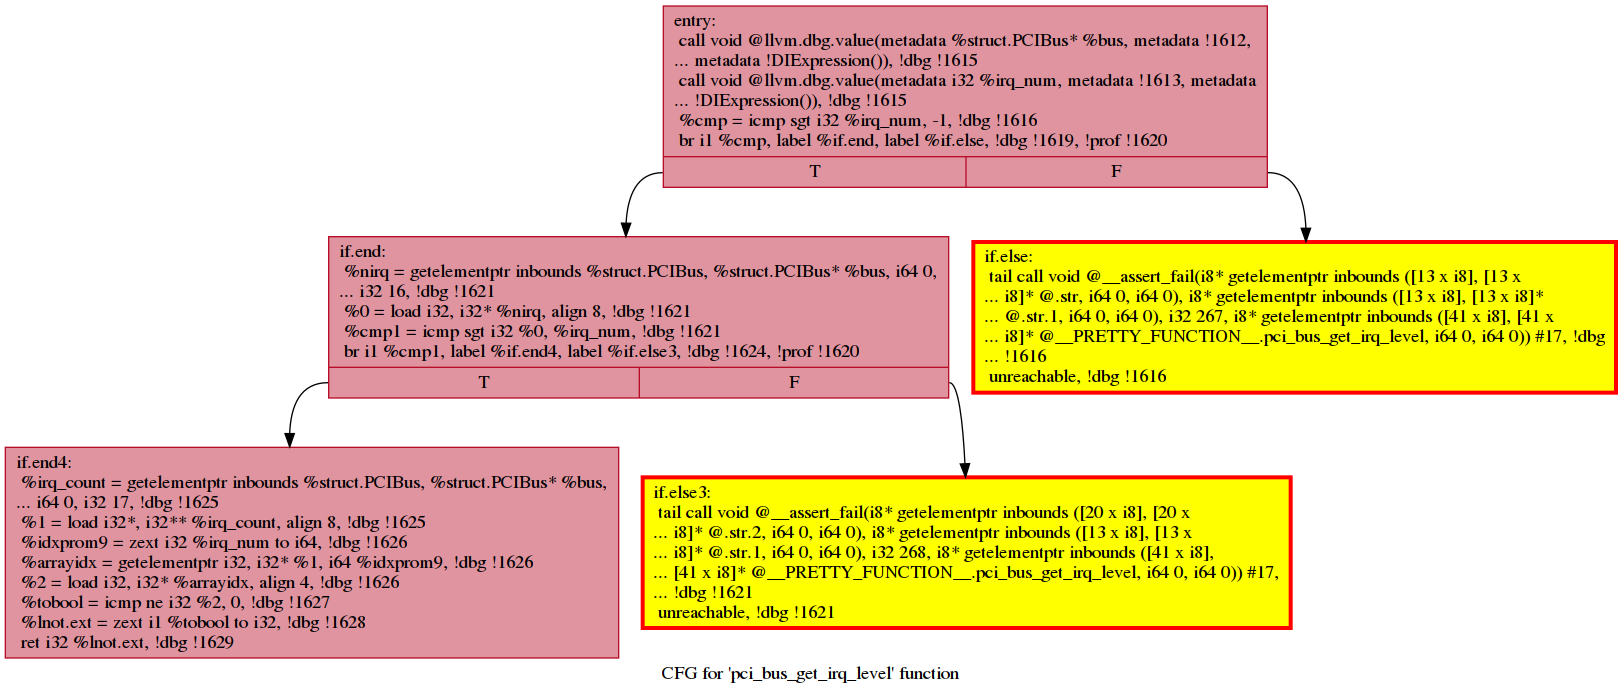 entry:
call void @llvm.dbg.value(metadata %struct.PCIBus* %bus, metadata !1612,
... metadata !DIExpression()), !dbg !1615
call void @llvm.dbg.value(metadata i32 %irq_num, metadata !1613, metadata
... !DIExpression()), !dbg !1615
%cmp = icmp sgt i32 %irq_num, -1, !dbg !1616
br i1 %cmp, label %if.end, label %if.else, !dbg !1619, !prof !1620
T F
if.end:
%nirq = getelementptr inbounds %struct.PCIBus, %struct.PCIBus* %bus, i64 0,
... i32 16, !dbg !1621
%0 = load i32, i32* %nirq, align 8, !dbg !1621
%cmp1 = icmp sgt i32 %0, %irq_num, !dbg !1621
br i1 %cmp1, label %if.end4, label %if.else3, !dbg !1624, !prof !1620
T F
if.else:
tail call void @__assert_fail(i8* getelementptr inbounds ([13 x i8], [13 x
... i8]* @.str, i64 0, i64 0), i8* getelementptr inbounds ([13 x i8], [13 x i8]*
... @.str.1, i64 0, i64 0), i32 267, i8* getelementptr inbounds ([41 x i8], [41 x
... i8]* @__PRETTY_FUNCTION__.pci_bus_get_irq_level, i64 0, i64 0)) #17, !dbg
... !1616
unreachable, !dbg !1616
if.end4:
%irq_count = getelementptr inbounds %struct.PCIBus, %struct.PCIBus* %bus,
... i64 0, i32 17, !dbg !1625
%1 = load i32*, i32** %irq_count, align 8, !dbg !1625
%idxprom9 = zext i32 %irq_num to i64, !dbg !1626
%arrayidx = getelementptr i32, i32* %1, i64 %idxprom9, !dbg !1626
%2 = load i32, i32* %arrayidx, align 4, !dbg !1626
%tobool = icmp ne i32 %2, 0, !dbg !1627
%lnot.ext = zext i1 %tobool to i32, !dbg !1628
ret i32 %lnot.ext, !dbg !1629
if.else3:
tail call void @__assert_fail(i8* getelementptr inbounds ([20 x i8], [20 x
... i8]* @.str.2, i64 0, i64 0), i8* getelementptr inbounds ([13 x i8], [13 x
... i8]* @.str.1, i64 0, i64 0), i32 268, i8* getelementptr inbounds ([41 x i8],
... [41 x i8]* @__PRETTY_FUNCTION__.pci_bus_get_irq_level, i64 0, i64 0)) #17,
... !dbg !1621
unreachable, !dbg !1621
CFG for 'pci_bus_get_irq_level' function